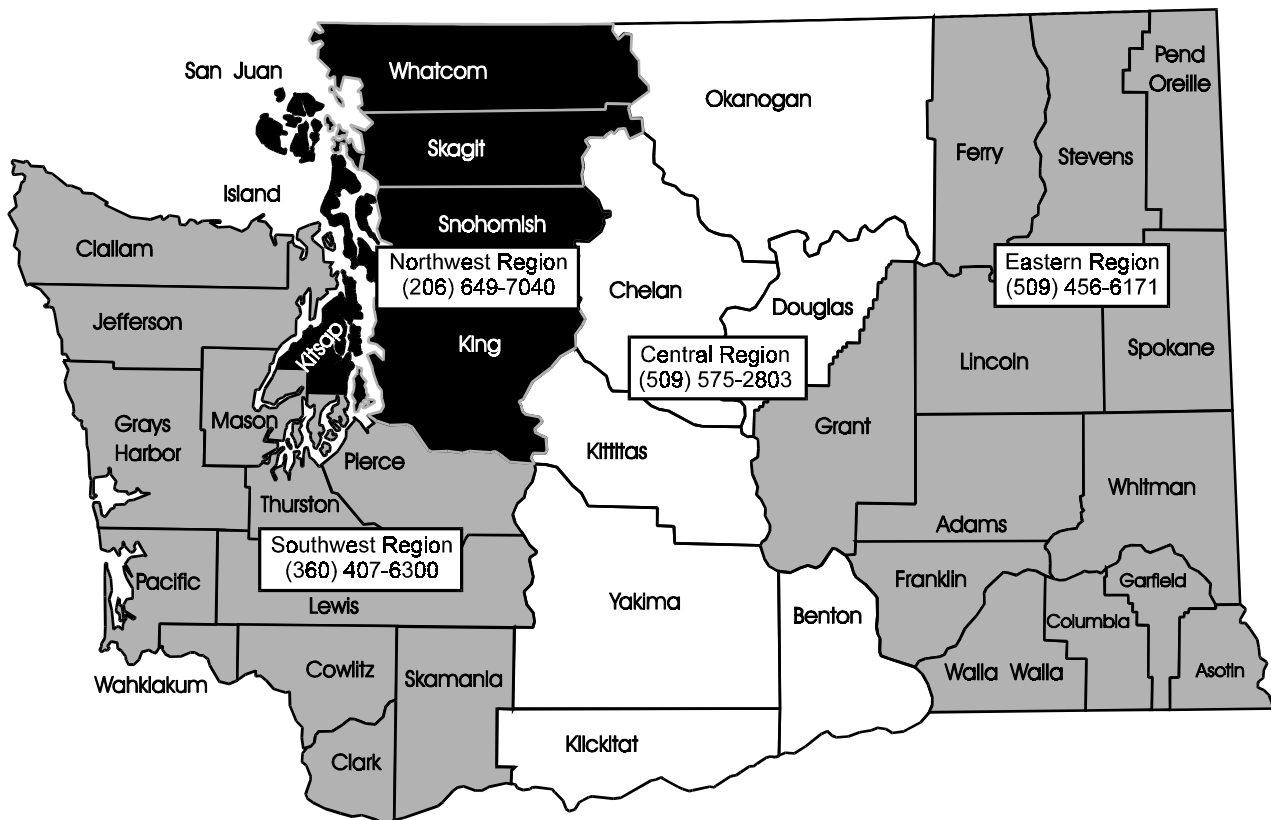 San Juan
Whatcom
Okanogan
Pend
Oreille
Skagit
Ferry
Stevens
Island
Snohomish
Clallam
Northwest Region
(206) 649-7040
Eastern Region
(509) 456-6171
Chelan
Douglas
Jefferson
Kitsap
King
Central Region
(509) 575-2803
Lincoln
Spokane
Grays
Harbor
Mason
Grant
Kittitas
Pierce
Whitman
Thurston
Adams
Southwest Region
(360) 407-6300
Pacific
Lewis
Yakima
Benton
Franklin
Garfield
Columbia
Wahkiakum
Cowlitz
Skamania
Walla Walla
Asotin
Klickitat
Clark